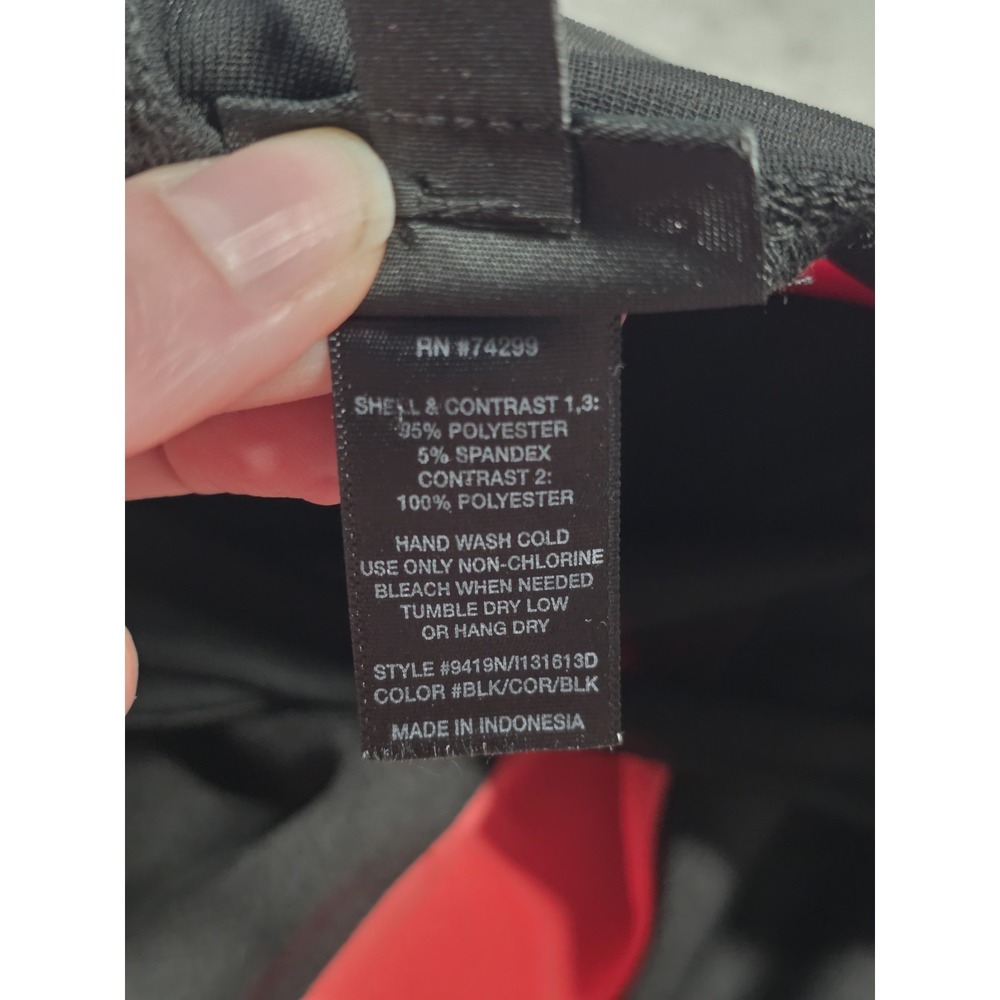 RN #74299
SHELL & CONTRAST 1,3:
95% POLYESTER
5% SPANDEX
CONTRAST 2:
100% POLYESTER
HAND WASH COLD
USE ONLY NON-CHLORINE
BLEACH WHEN NEEDED
TUMBLE DRY LOW
OR HANG DRY
STYLE #9419N/I131613D
COLOR #BLK/COR/BLK
MADE IN INDONESIA